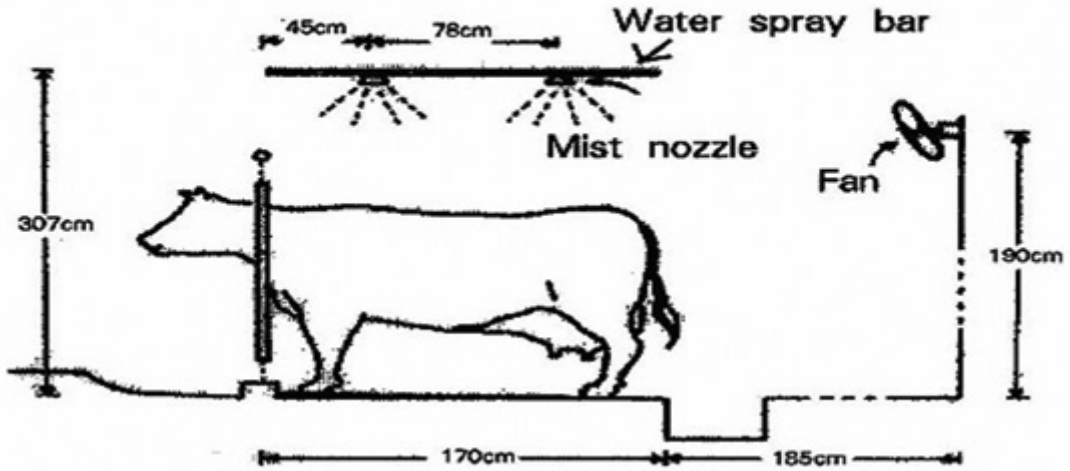 45cm
78cm
Water spray bar
Mist nozzle
Fan
307cm
190cm
170cm
185cm